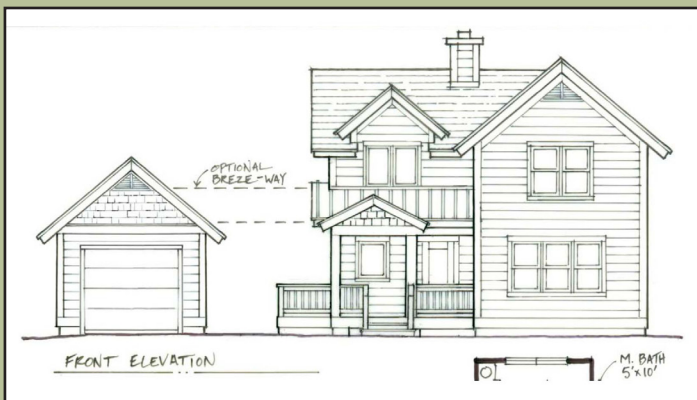 OPTIONAL
BREZE-WAY
FRONT ELEVATION
M. BATH
5'x10'